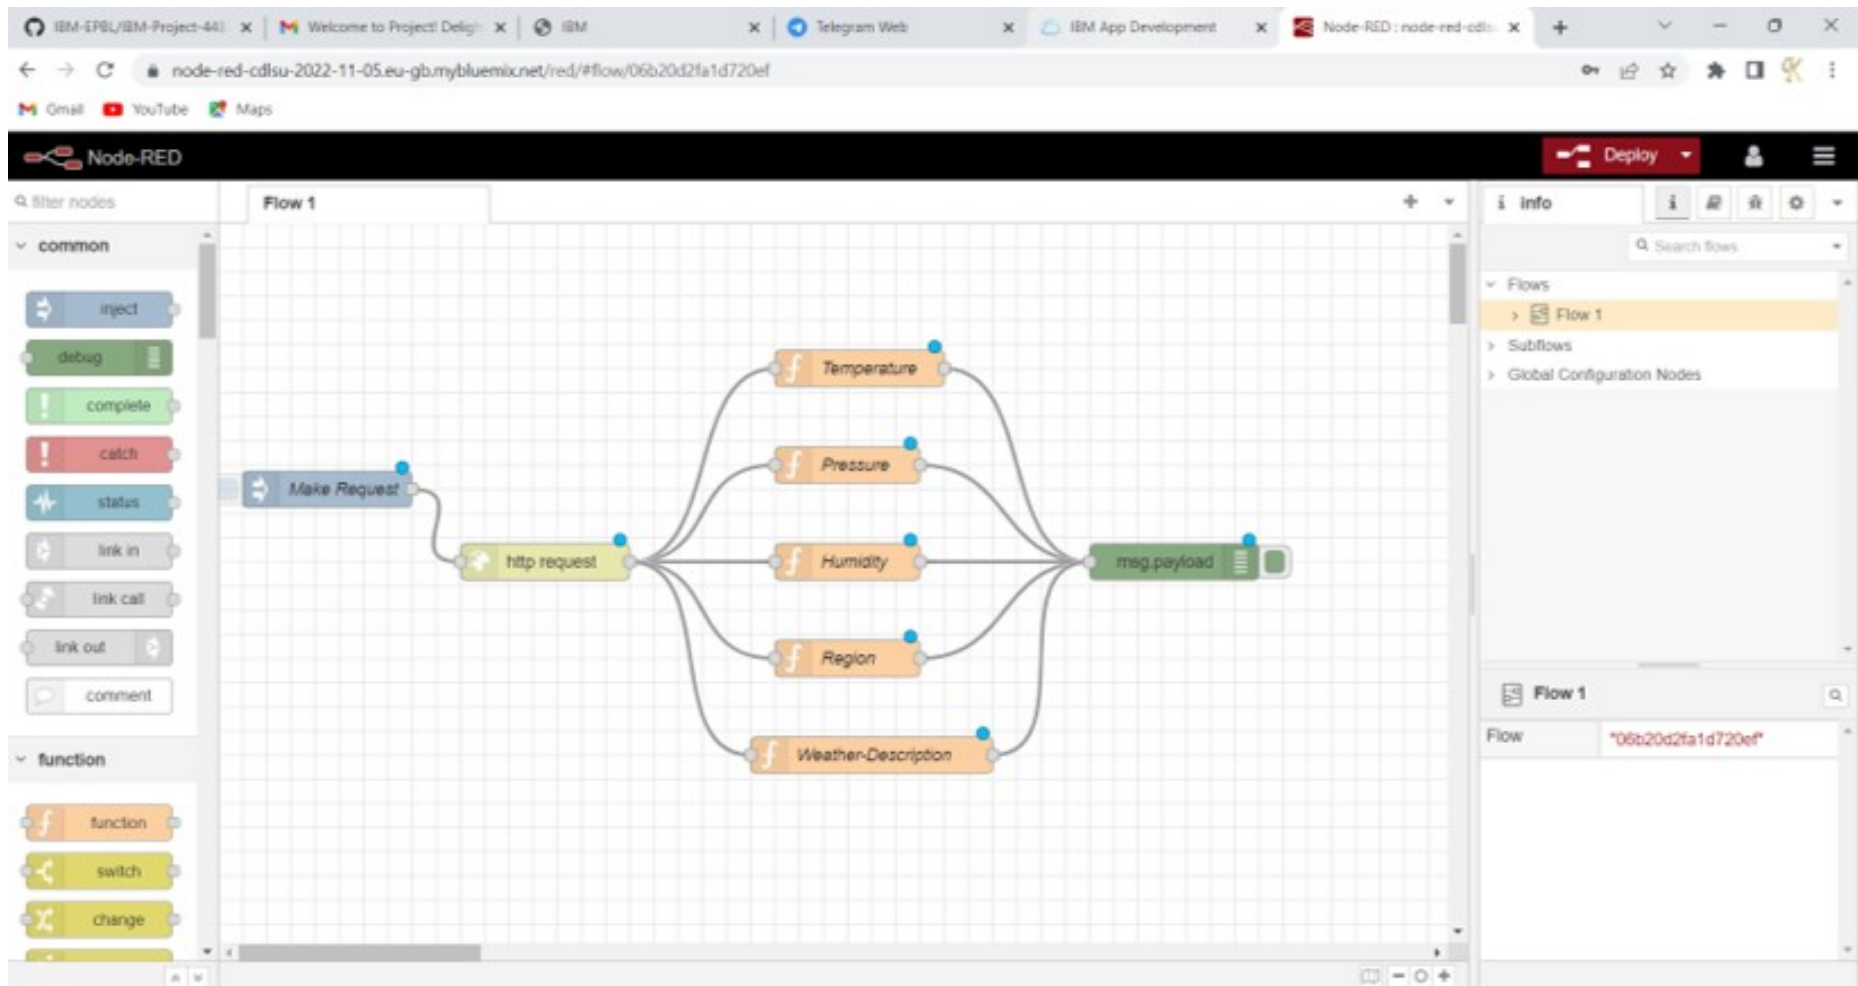 IBM-EPBL/IBM-Project-441
Welcome to Project! Deligh
IBM
Telegram Web
IBM App Development
Node-RED : node-red-cdls
node-red-cdlsu-2022-11-05.eu-gb.mybluemix.net/red/#flow/06b20d2fa1d720ef
Gmail YouTube Maps
Node-RED
Deploy
filter nodes
Flow 1
i info
i
common
Search flows
Flows
inject
Flow 1
debug
Temperature
Subflows
Global Configuration Nodes
complete
catch
Pressure
Make Request
status
link in
http request
Humidity
msg.payload
link call
link out
Region
comment
Flow 1
Weather-Description
Flow "06b20d2fa1d720ef"
function
function
switch
change